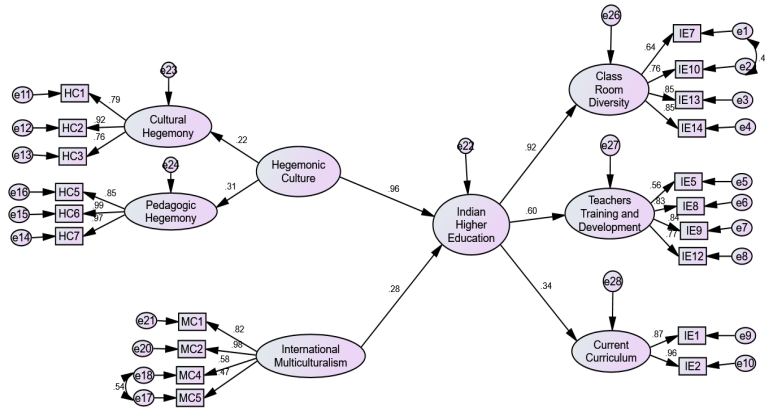 e26
IE7
e1
.64
.4
.76
IE10
e2
Class
Room
Diversity
.85
IE13
e3
.85
IE14
e4
e23
e11
HC1
.79
e12
HC2
.92
Cultural
Hegemony
e13
HC3
.76
.22
e24
Hegemonic
Culture
e22
.92
e27
e16
HC5
.85
.31
.96
IE5
e5
.56
e15
HC6
.99
Pedagogic
Hegemony
.83
IE8
e6
Teachers
Training and
Development
e14
HC7
.97
Indian
Higher
Education
.60
.84
IE9
e7
.77
IE12
e8
.28
.34
e28
e21
MC1
.82
e20
MC2
.98
International
Multiculturalism
.87
IE1
e9
Current
Curriculum
.58
.54
e18
MC4
.47
.96
IE2
e10
e17
MC5